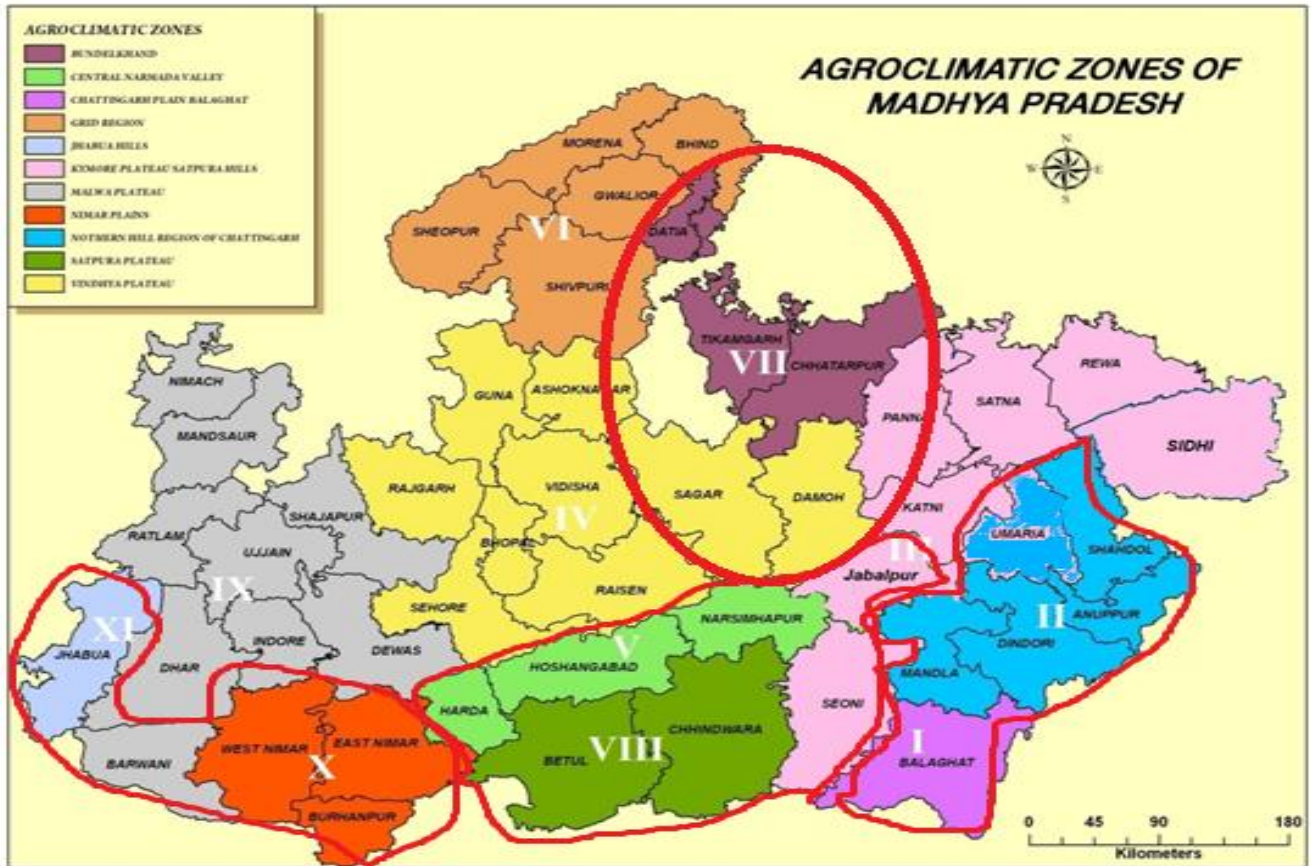 AGROCLIMATIC ZONES
BUNDELKHAND
CENTRAL NARMADA VALLEY
CHATTINGARH PLAIN BALAGHAT
GRID REGION
JHABUA HILLS
KYMORE PLATEAU SATPURA HILLS
MALWA PLATEAU
NIMAR PLAINS
NOTHERN HILL REGION OF CHATTINGARH
SATPURA PLATEAU
VINDHYA PLATEAU
AGROCLIMATIC ZONES OF
MADHYA PRADESH
N
W E
S
MORENA
BHIND
GWALIOR
SHEOPUR
VI
DATIA
SHIVPURI
TIKAMGARH
VII
CHHATARPUR
REWA
NIMACH
GUNA
ASHOKNAGAR
PANNA
SATNA
MANDSAUR
SIDHI
RAJGARH
VIDISHA
SAGAR
DAMOH
SHAJAPUR
IV
KATNI
RATLAM
UJJAIN
BHOPAL
UMARIA
III
SHAHDOL
IX
RAISEN
Jabalpur
SEHORE
NARSIMHAPUR
II
ANUPPUR
XI
INDORE
V
DINDORI
JHABUA
DHAR
DEWAS
HOSHANGABAD
MANDLA
HARDA
SEONI
CHHINDWARA
WEST NIMAR
EAST NIMAR
VIII
I
BARWANI
X
BETUL
BALAGHAT
BURHANPUR
0 45 90 180
Kilometers